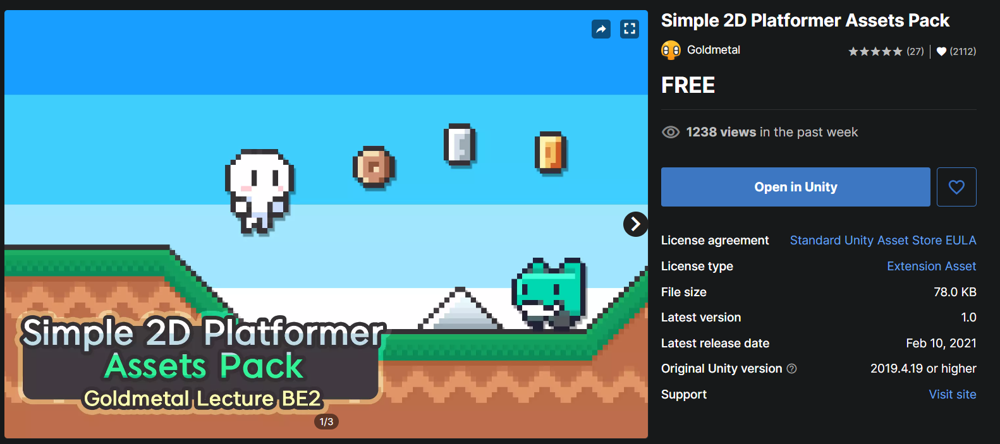 Simple 2D Platformer
Assets Pack
Goldmetal Lecture BE2
1/3
Simple 2D Platformer Assets Pack
Goldmetal
(27)
(2112)
FREE
1238 views in the past week
Open in Unity
License agreement Standard Unity Asset Store EULA
License type Extension Asset
File size 78.0 KB
Latest version 1.0
Latest release date Feb 10, 2021
Original Unity version 2019.4.19 or higher
Support Visit site